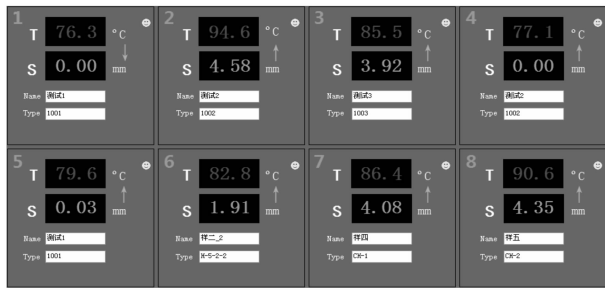 1
T 76.3 °C
S 0.00 mm
Name 测试1
Type 1001
2
T 94.6 °C
S 4.58 mm
Name 测试2
Type 1002
3
T 85.5 °C
S 3.92 mm
Name 测试3
Type 1003
4
T 77.1 °C
S 0.00 mm
Name 测试2
Type 1002
5
T 79.6 °C
S 0.03 mm
Name 测试1
Type 1001
6
T 82.8 °C
S 1.91 mm
Name 样二_2
Type M-5-2-2
7
T 86.4 °C
S 4.08 mm
Name 样四
Type CM-1
8
T 90.6 °C
S 4.35 mm
Name 样五
Type CM-2